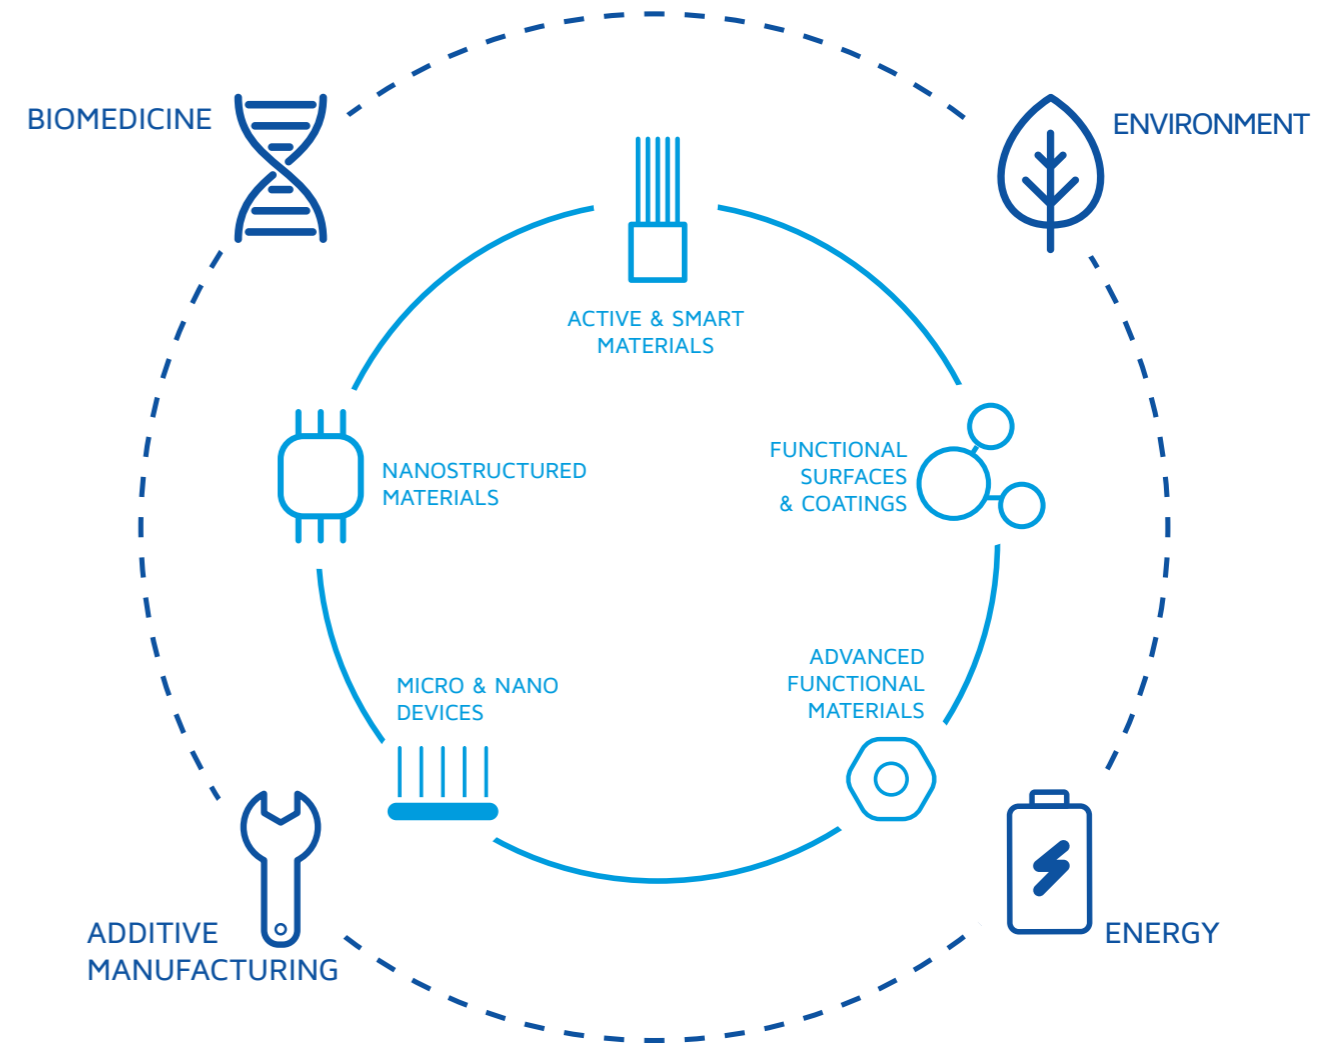 BIOMEDICINE
ENVIRONMENT
ACTIVE & SMART
MATERIALS
NANOSTRUCTURED
MATERIALS
FUNCTIONAL
SURFACES
& COATINGS
MICRO & NANO
DEVICES
ADVANCED
FUNCTIONAL
MATERIALS
ADDITIVE
MANUFACTURING
ENERGY